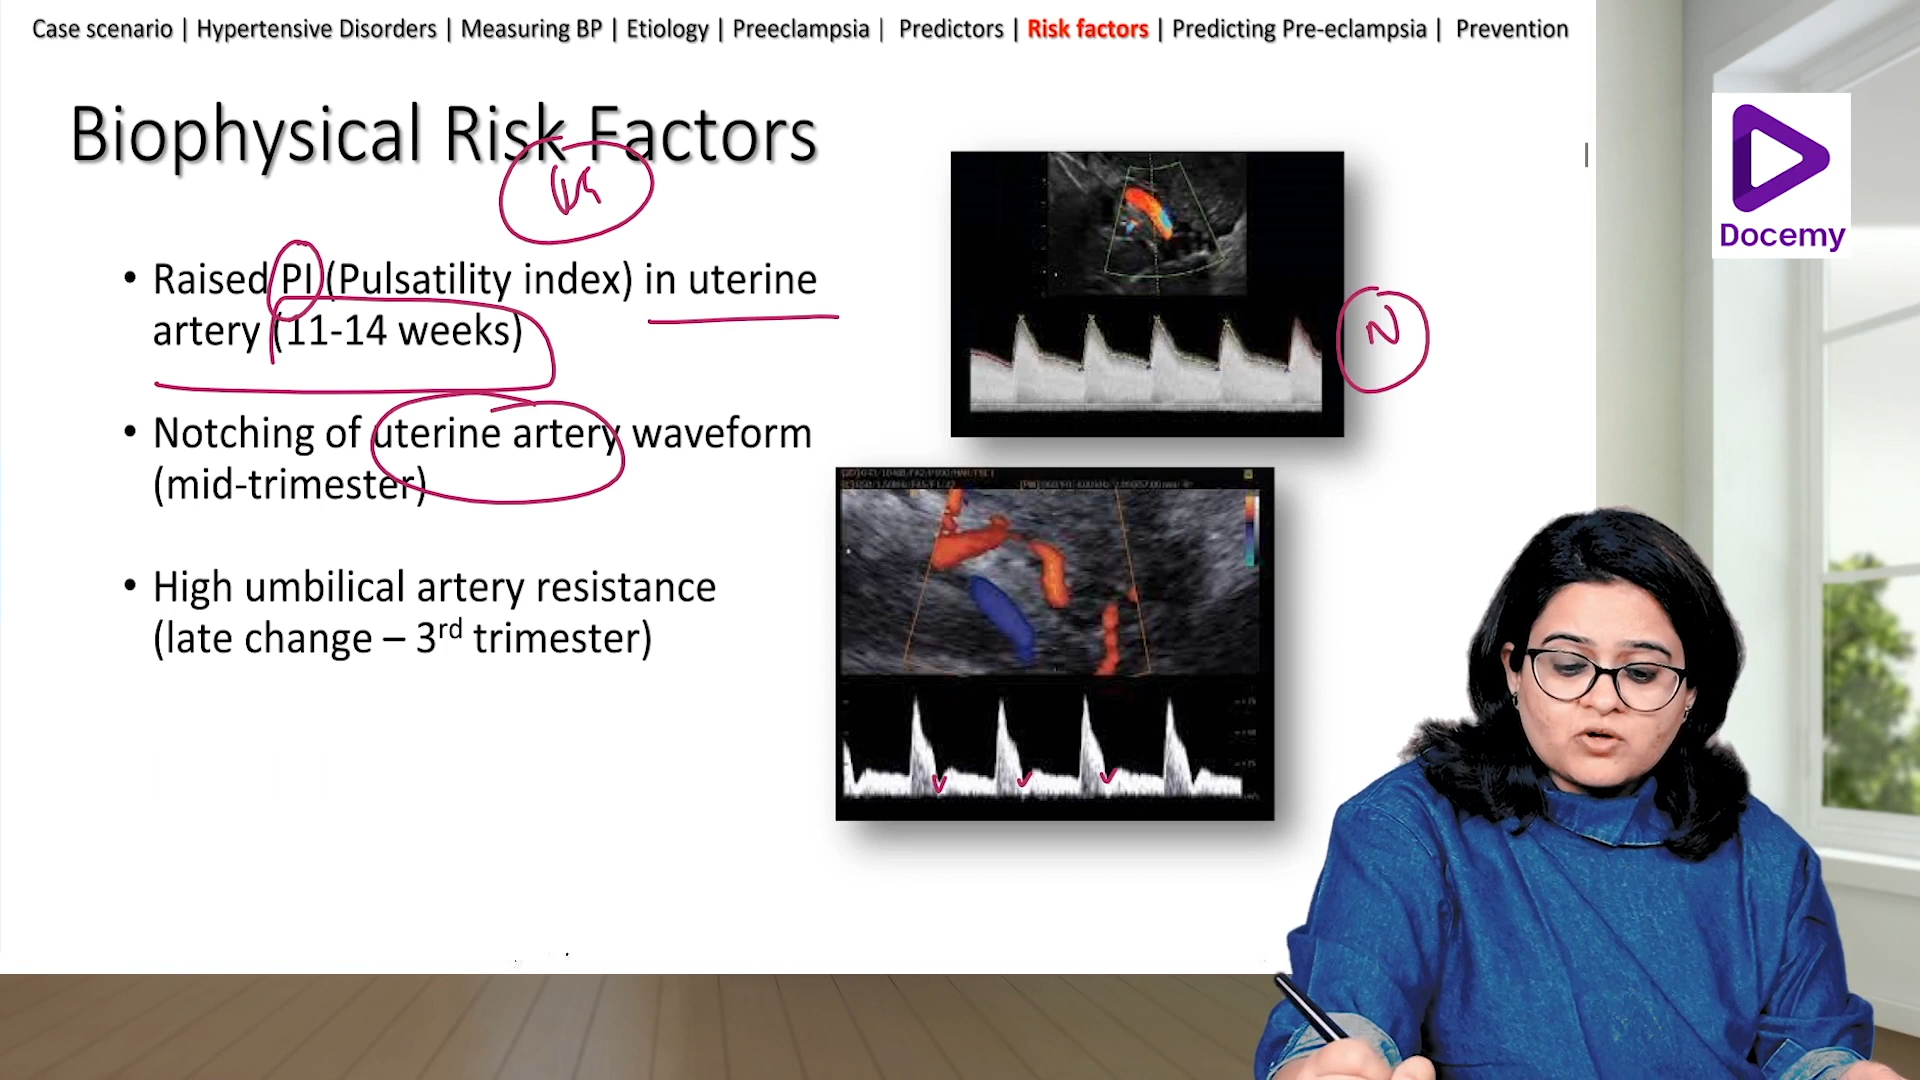 Case scenario | Hypertensive Disorders | Measuring BP | Etiology | Preeclampsia | Predictors | Risk factors | Predicting Pre-eclampsia | Prevention
Biophysical Risk Factors
• Raised PI (Pulsatility index) in uterine
artery (11-14 weeks)
• Notching of uterine artery waveform
(mid-trimester)
• High umbilical artery resistance
(late change – 3rd trimester)
N
Docemy